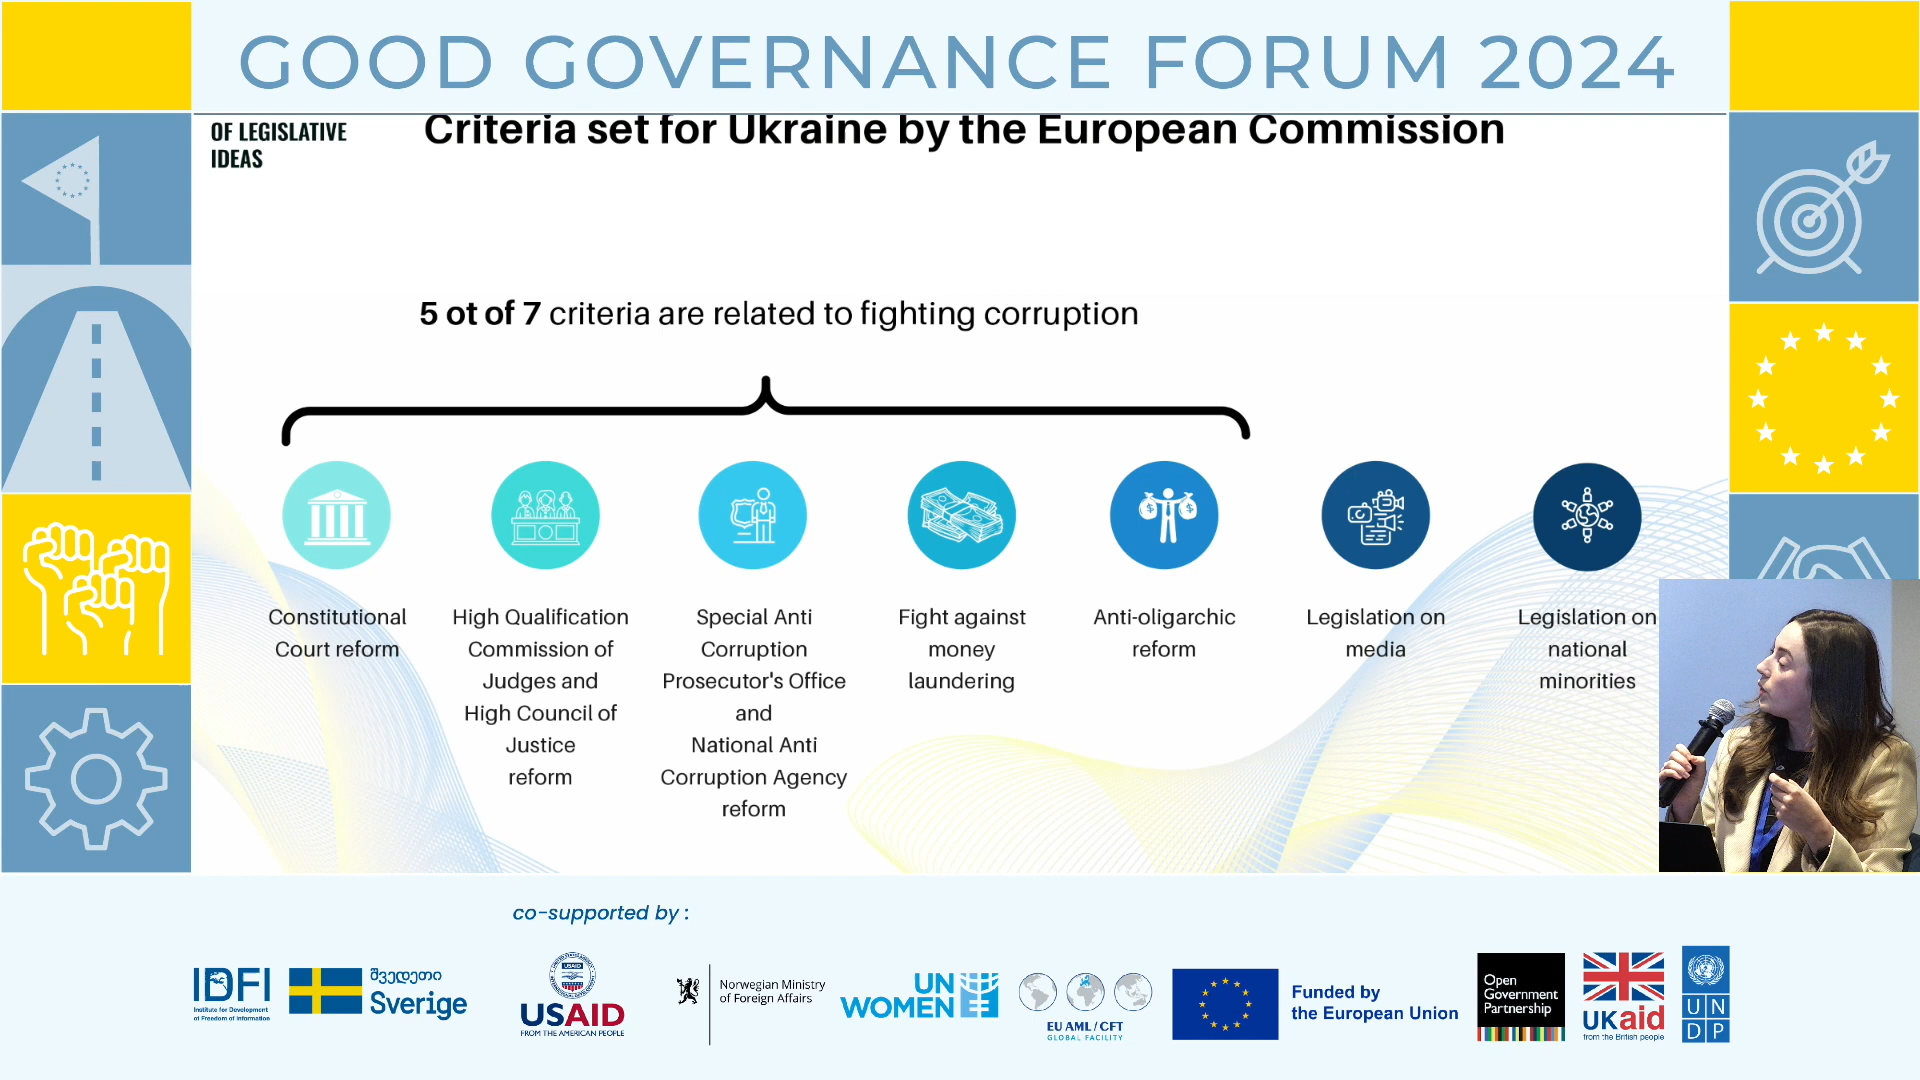 GOOD GOVERNANCE FORUM 2024
OF LEGISLATIVE
IDEAS
Criteria set for Ukraine by the European Commission
5 ot of 7 criteria are related to fighting corruption
Constitutional
Court reform
High Qualification
Commission of
Judges and
High Council of
Justice
reform
Special Anti
Corruption
Prosecutor's Office
and
National Anti
Corruption Agency
reform
Fight against
money
laundering
Anti-oligarchic
reform
Legislation on
media
Legislation on
national
minorities
co-supported by :
IDFI
Institute for Development
of Freedom of Information
შვედეთი
Sverige
USAID
USAID
FROM THE AMERICAN PEOPLE
Norwegian Ministry
of Foreign Affairs
UN
WOMEN
EU AML / CFT
GLOBAL FACILITY
Funded by
the European Union
Open
Government
Partnership
UKaid
from the British people
UN
DP